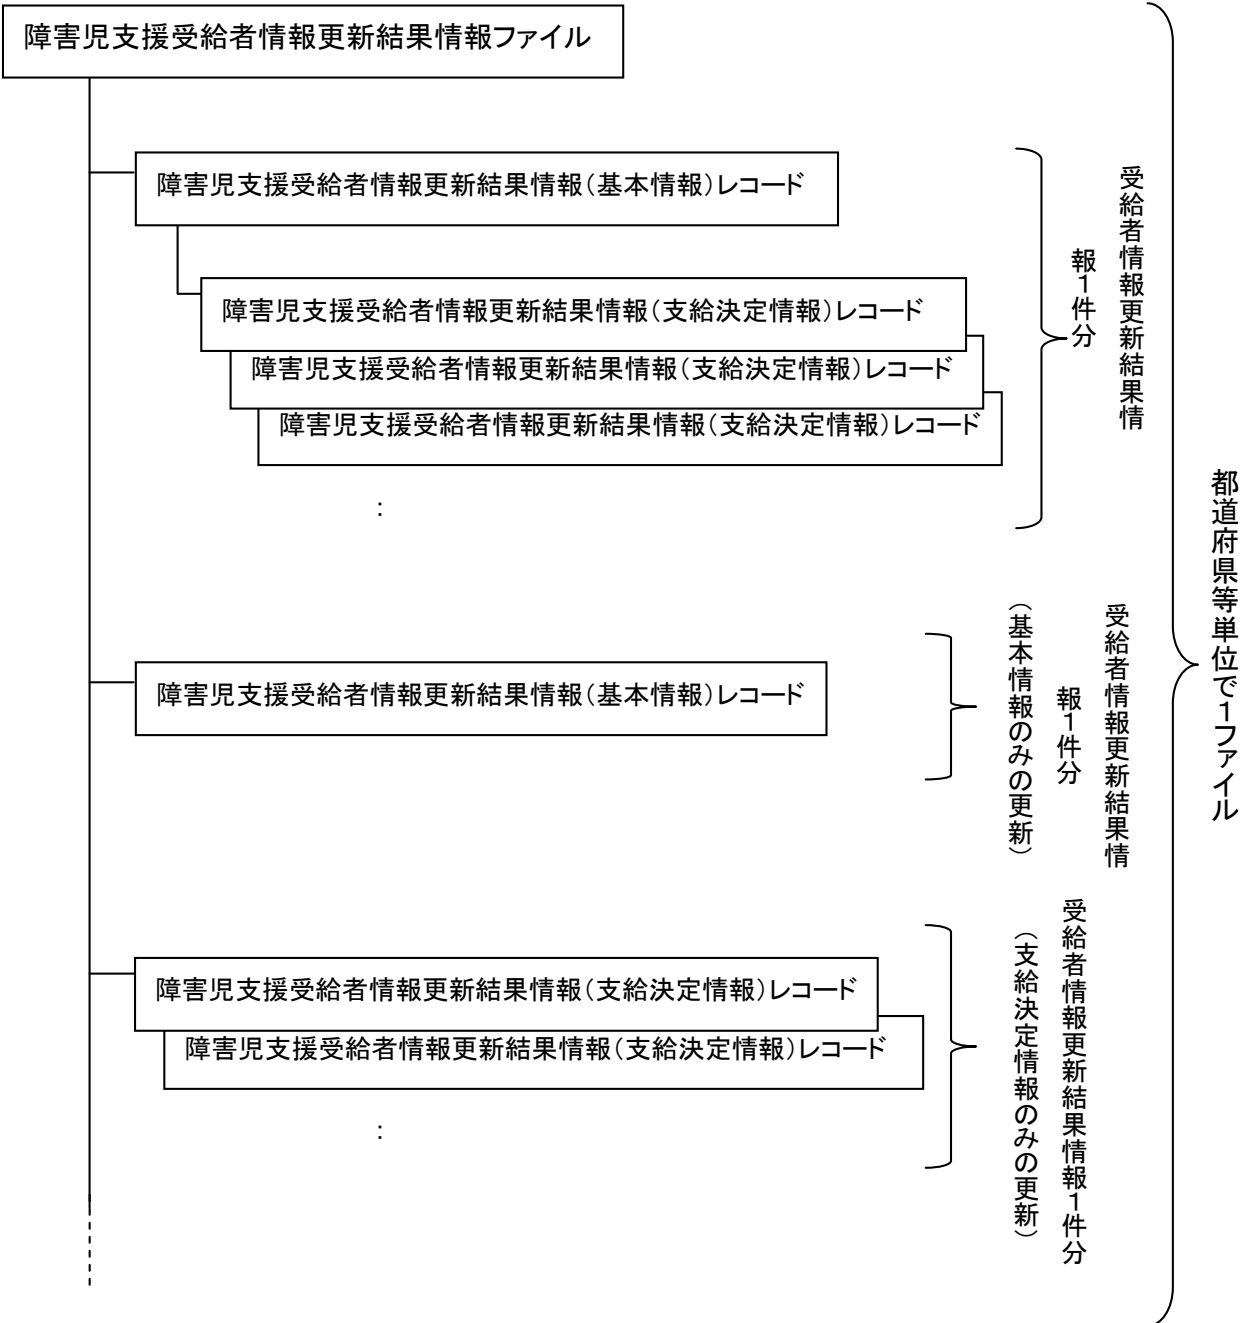 障害児支援受給者情報更新結果情報ファイル
障害児支援受給者情報更新結果情報（基本情報）レコード
障害児支援受給者情報更新結果情報（支給決定情報）レコード
障害児支援受給者情報更新結果情報（支給決定情報）レコード
障害児支援受給者情報更新結果情報（支給決定情報）レコード
：
受給者情報更新結果情
報１件分
障害児支援受給者情報更新結果情報（基本情報）レコード
受給者情報更新結果情
報１件分
（基本情報のみの更新）
障害児支援受給者情報更新結果情報（支給決定情報）レコード
障害児支援受給者情報更新結果情報（支給決定情報）レコード
：
受給者情報更新結果情報１件分
（支給決定情報のみの更新）
都道府県等単位で１ファイル